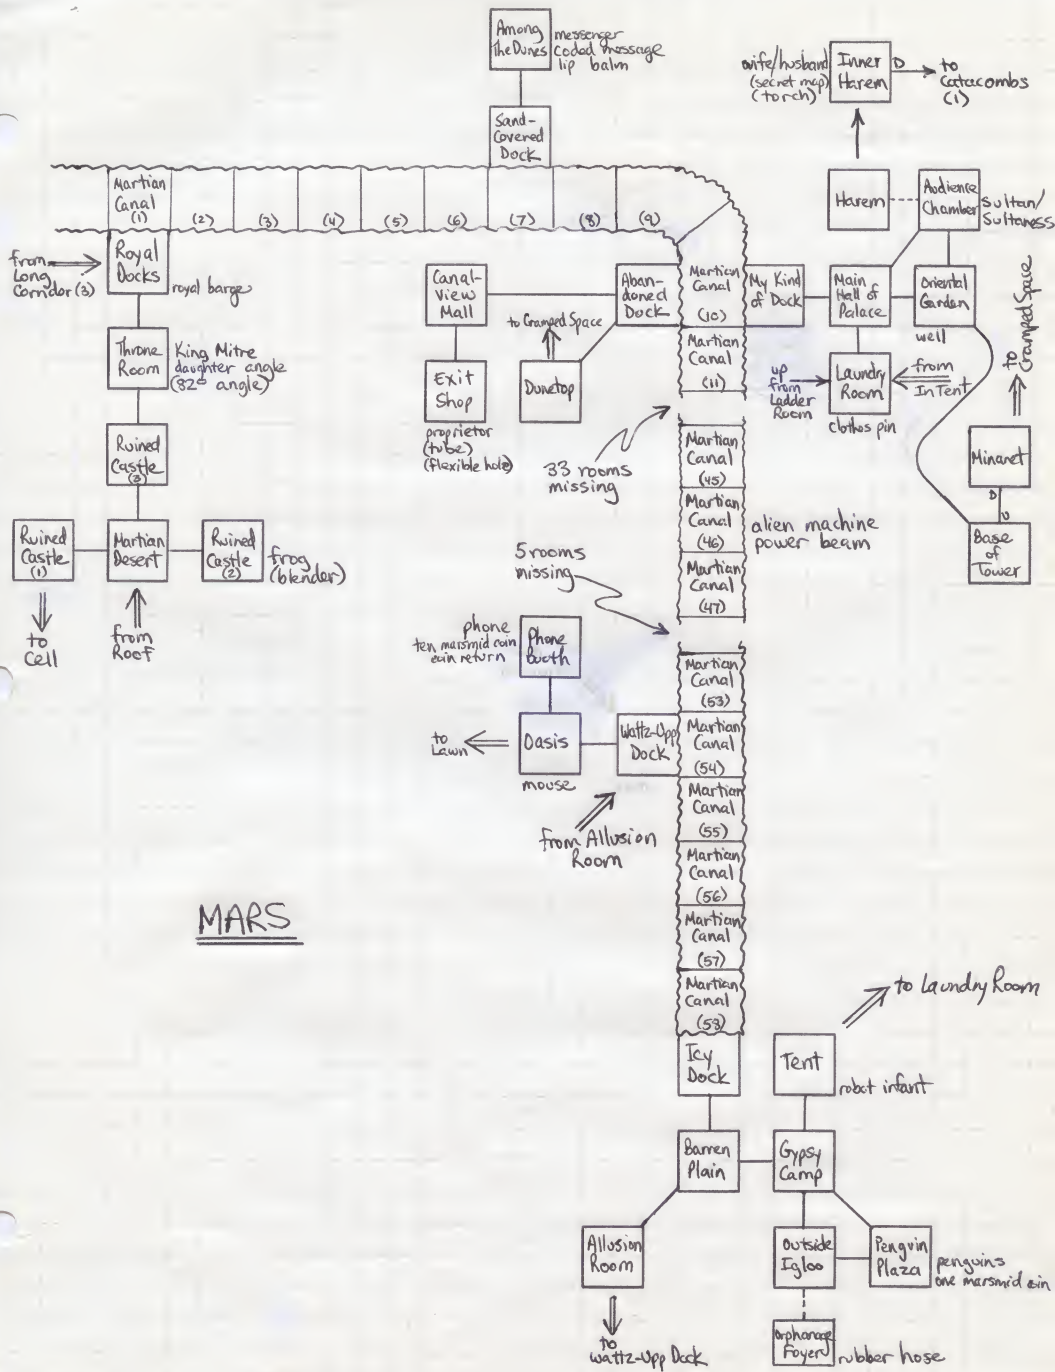 Among
The Dunes
messenger
coded message
lip balm
wife/husband
(secret map)
(torch)
Inner
Harem
D
to
Catacombs
(1)
Sand-
Covered
Dock
Martian
Canal
(1)
(2)
(3)
(4)
(5)
(6)
(7)
(8)
(9)
Harem
Audience
Chamber
Sultan/
Sultaness
from
Long
Corridor (3)
Royal
Docks
royal barge
Canal-
View
Mall
Aban-
doned
Dock
Martian
Canal
(10)
My Kind
of Dock
Main
Hall of
Palace
Oriental
Garden
well
to Cramped Space
to Cramped Space
Throne
Room
King Mitre
daughter angle
(82° angle)
Exit
Shop
proprietor
(tube)
(flexible hole)
Dunetop
Martian
Canal
(11)
up
from
Ladder
Room
Laundry
Room
clothes pin
from
In Tent
Ruined
Castle
(3)
33 rooms
missing
Martian
Canal
(45)
Minaret
D
U
Base
of
Tower
Ruined
Castle
(1)
Martian
Desert
Ruined
Castle
(2)
frog
(blender)
5 rooms
missing
Martian
Canal
(46)
alien machine
power beam
Martian
Canal
(47)
to
Cell
from
Roof
phone
ten marsmid coin
coin return
Phone
Booth
Martian
Canal
(53)
to
Lawn
Oasis
mouse
Wattz-Upp
Dock
Martian
Canal
(54)
from Allusion
Room
Martian
Canal
(55)
Martian
Canal
(56)
MARS
Martian
Canal
(57)
Martian
Canal
(58)
to Laundry Room
Icy
Dock
Tent
robot infant
Barren
Plain
Gypsy
Camp
Allusion
Room
Outside
Igloo
Penguin
Plaza
penguins
one marsmid coin
to
Wattz-Upp Dock
Orphanage
Foyer
rubber hose